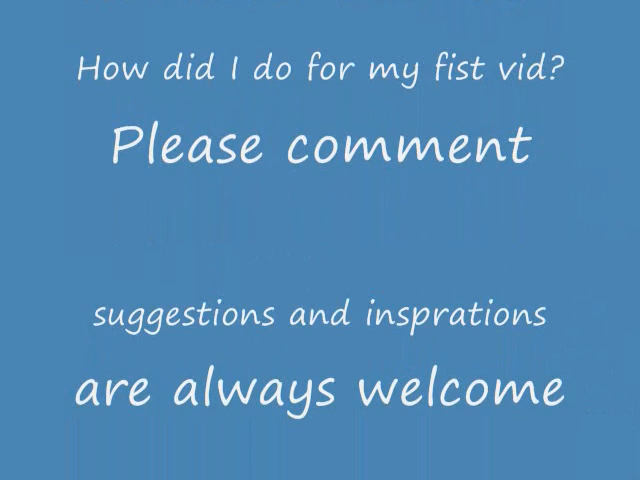 How did I do for my fist vid?
Please comment
suggestions and insprations
are always welcome